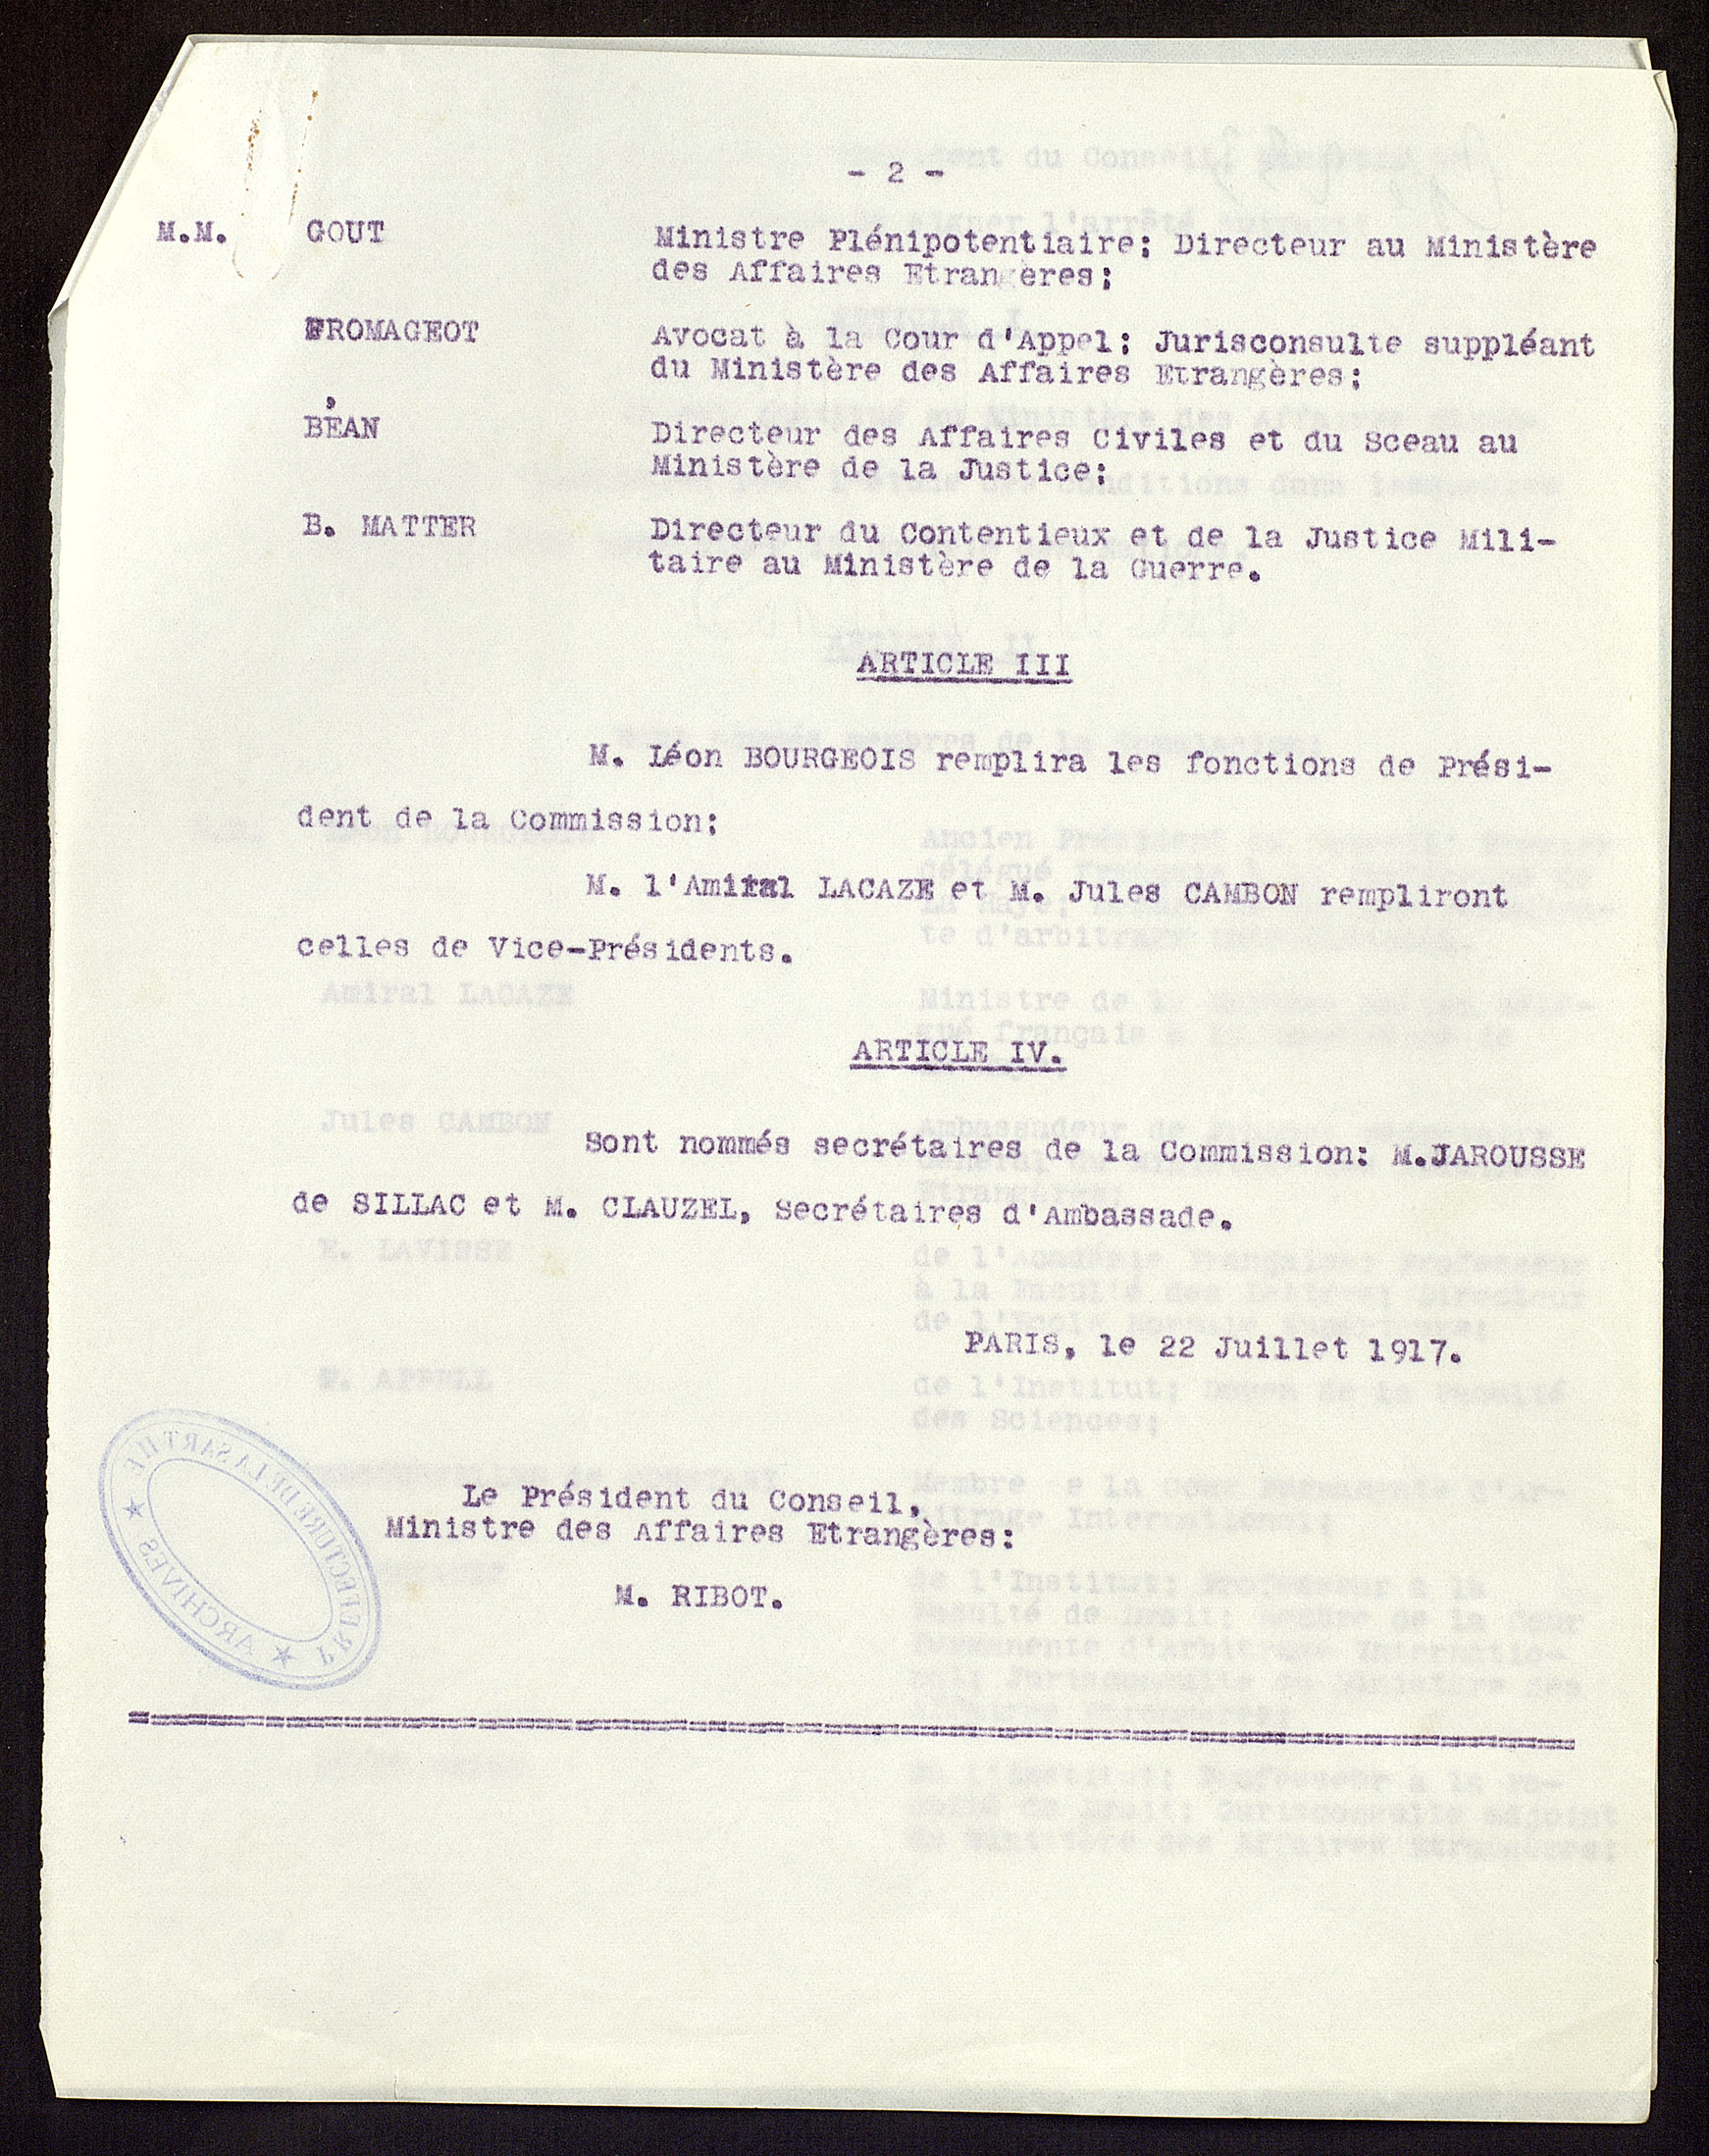 - 2 -
M.M. GOUT Ministre Plénipotentiaire; Directeur au Ministère
des Affaires Etrangères;
FROMAGEOT Avocat à la Cour d'Appel; Jurisconsulte suppléant
du Ministère des Affaires Etrangères;
BÉAN Directeur des Affaires Civiles et du Sceau au
Ministère de la Justice;
B. MATTER Directeur du Contentieux et de la Justice Mili-
taire au Ministère de la Guerre.
ARTICLE III
M. Léon BOURGEOIS remplira les fonctions de Prési-
dent de la Commission;
M. l'Amiral LACAZE et M. Jules CAMBON rempliront
celles de Vice-Présidents.
ARTICLE IV.
Sont nommés secrétaires de la Commission: M.JAROUSSE
de SILLAC et M. CLAUZEL, Secrétaires d'Ambassade.
PARIS, le 22 Juillet 1917.
Le Président du Conseil,
Ministre des Affaires Etrangères:
M. RIBOT.
PRÉFECTURE DE LA SARTHE
★ ARCHIVES ★